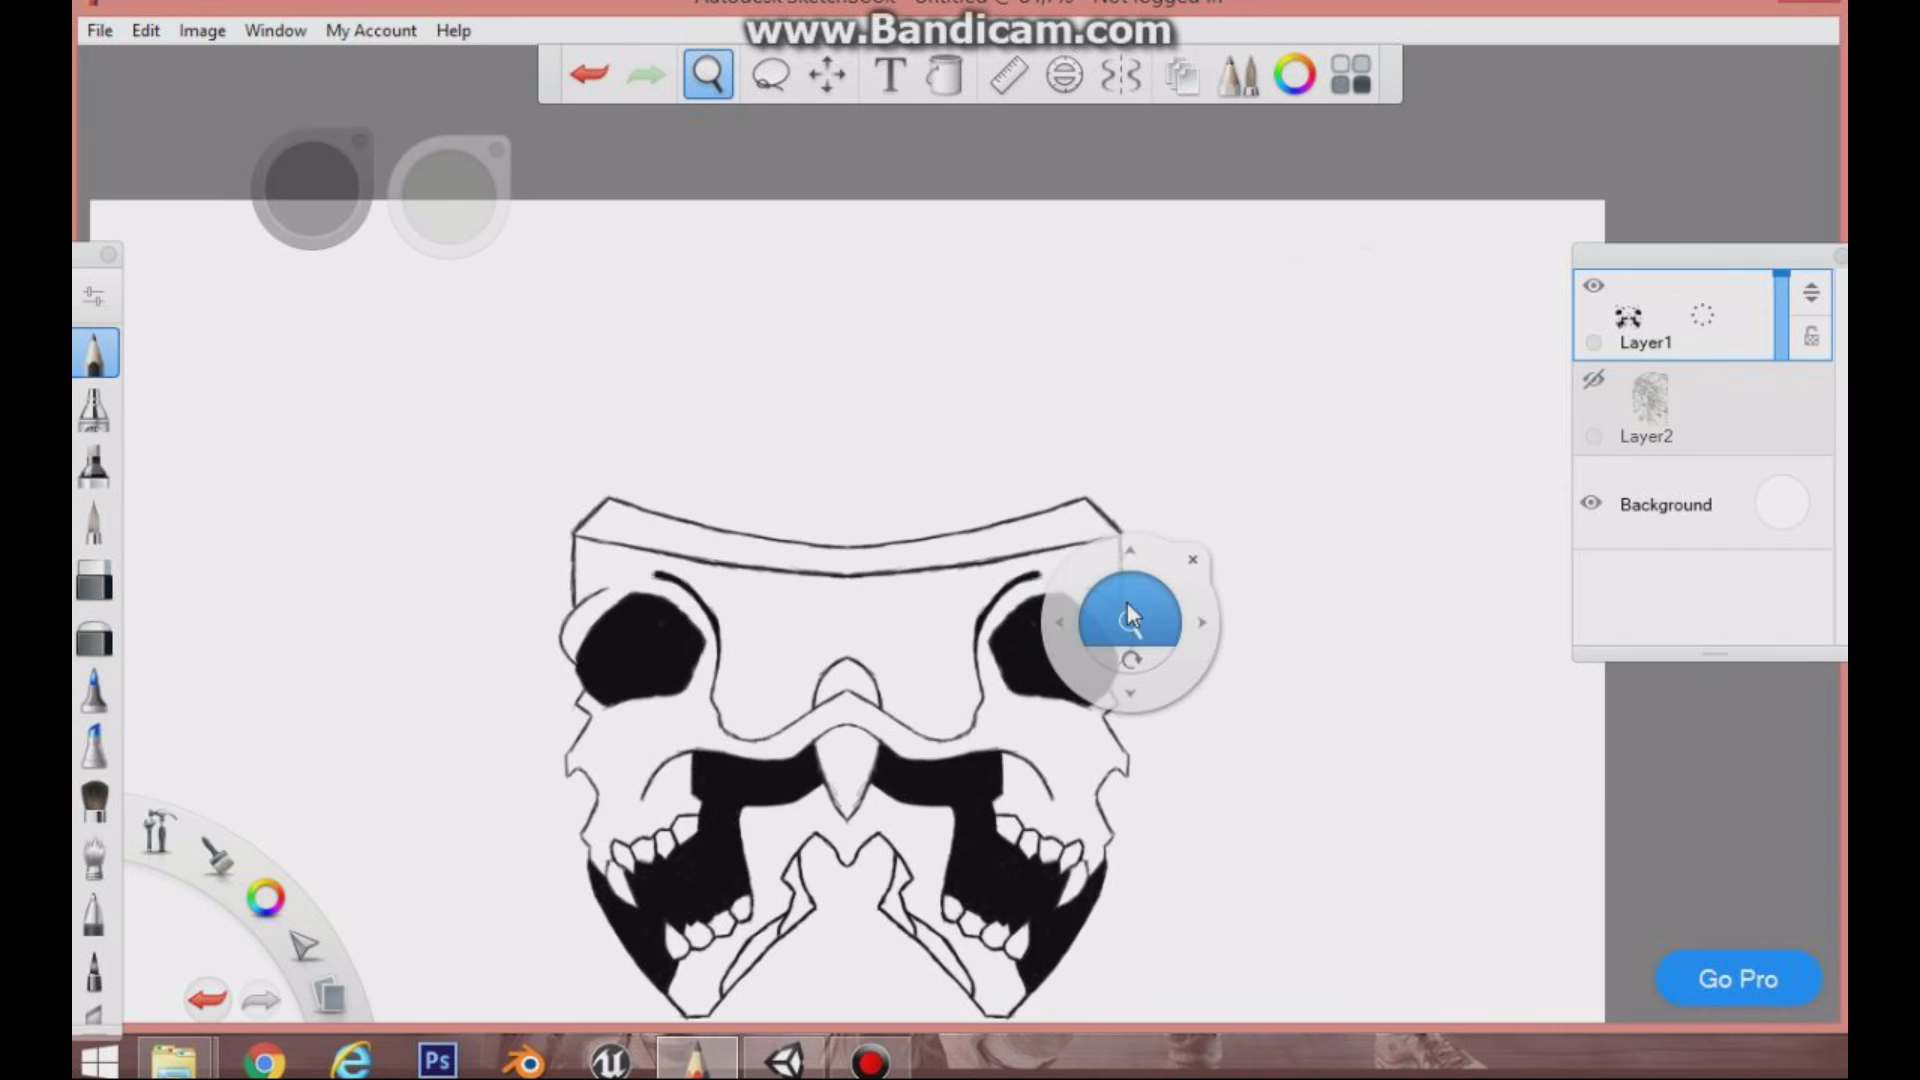 www.Bandicam.com
File Edit Image Window My Account Help
T
Layer1
Layer2
Background
Go Pro
Ps